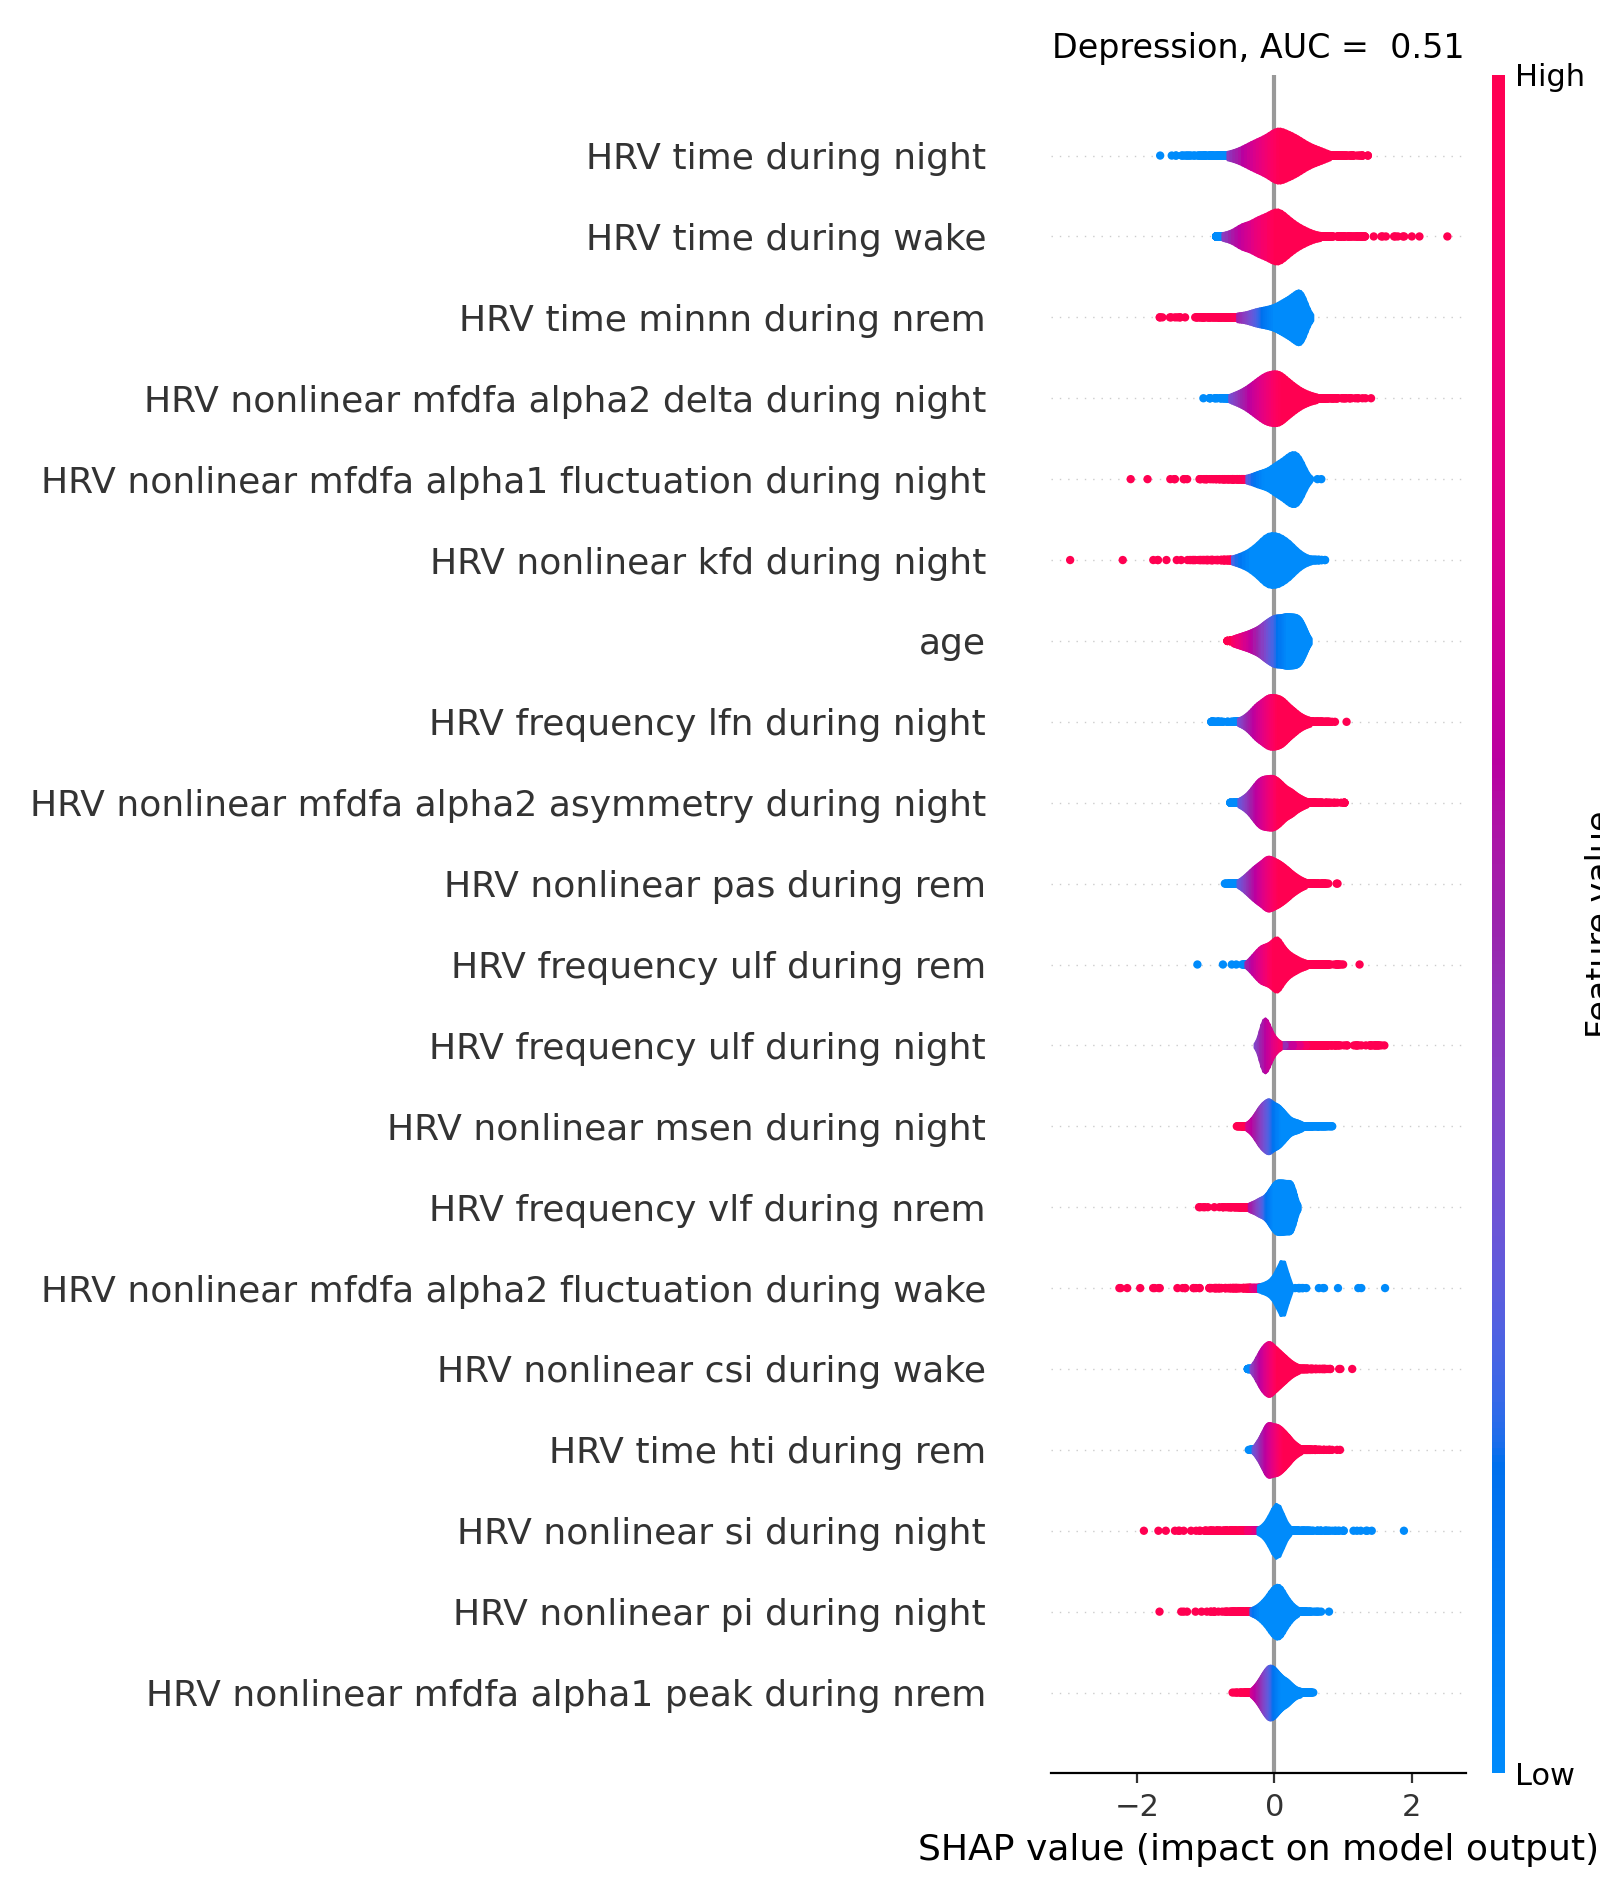 Depression, AUC =  0.51
High
HRV time during night
HRV time during wake
HRV time minnn during nrem
HRV nonlinear mfdfa alpha2 delta during night
HRV nonlinear mfdfa alpha1 fluctuation during night
HRV nonlinear kfd during night
age
HRV frequency lfn during night
HRV nonlinear mfdfa alpha2 asymmetry during night
HRV nonlinear pas during rem
HRV frequency ulf during rem
HRV frequency ulf during night
HRV nonlinear msen during night
HRV frequency vlf during nrem
HRV nonlinear mfdfa alpha2 fluctuation during wake
HRV nonlinear csi during wake
HRV time hti during rem
HRV nonlinear si during night
HRV nonlinear pi during night
HRV nonlinear mfdfa alpha1 peak during nrem
Feature value
Low
−2 0 2
SHAP value (impact on model output)